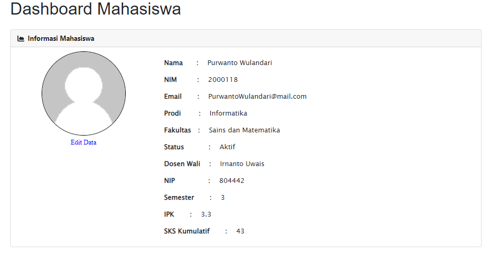 Dashboard Mahasiswa
Informasi Mahasiswa
Nama : Purwanto Wulandari
NIM : 2000118
Email : PurwantoWulandari@mail.com
Prodi : Informatika
Fakultas : Sains dan Matematika
Edit Data
Status : Aktif
Dosen Wali : Irnanto Uwais
NIP : 804442
Semester : 3
IPK : 3.3
SKS Kumulatif : 43